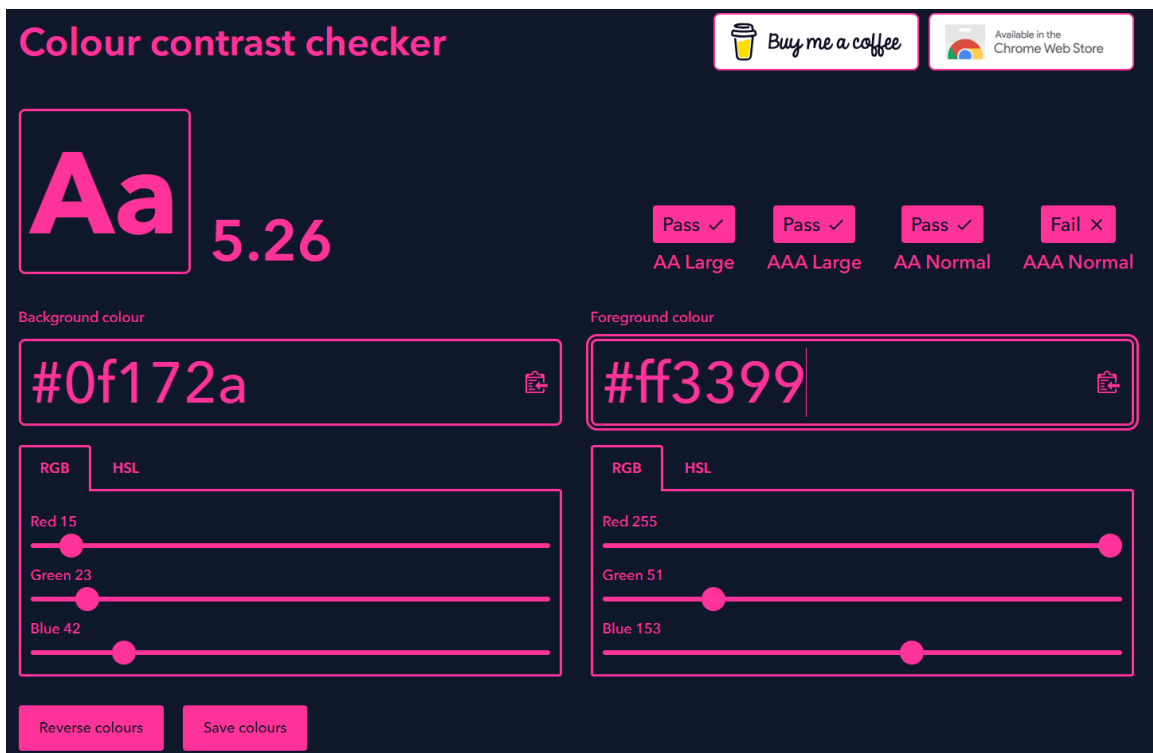 Colour contrast checker
Buy me a coffee
Available in the
Chrome Web Store
Aa
5.26
Pass ✓
Pass ✓
Pass ✓
Fail ×
AA Large
AAA Large
AA Normal
AAA Normal
Background colour
#0f172a
Foreground colour
#ff3399
RGB
HSL
Red 15
Green 23
Blue 42
RGB
HSL
Red 255
Green 51
Blue 153
Reverse colours
Save colours